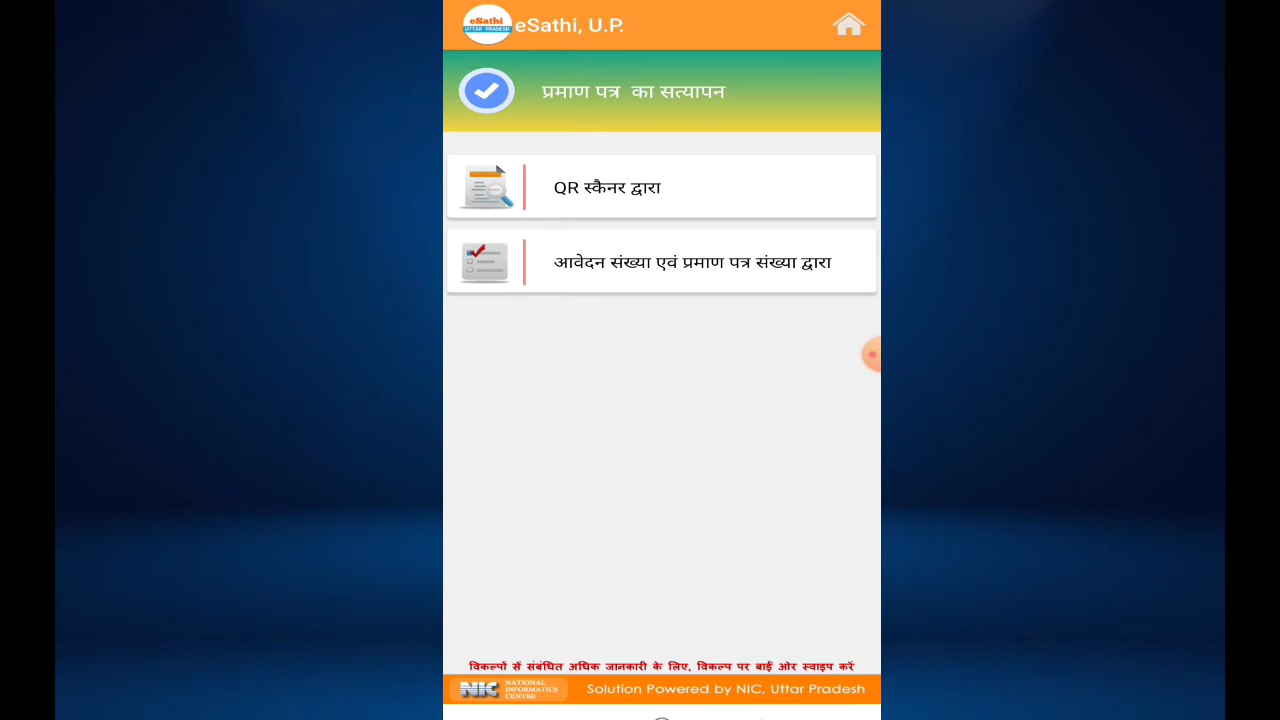 eSathi
UTTAR PRADESH
eSathi, U.P.
प्रमाण पत्र का सत्यापन
QR स्कैनर द्वारा
आवेदन संख्या एवं प्रमाण पत्र संख्या द्वारा
विकल्पों से संबंधित अधिक जानकारी के लिए, विकल्प पर बाईं ओर स्वाइप करें
NIC
NATIONAL
INFORMATICS
CENTRE
Solution Powered by NIC, Uttar Pradesh